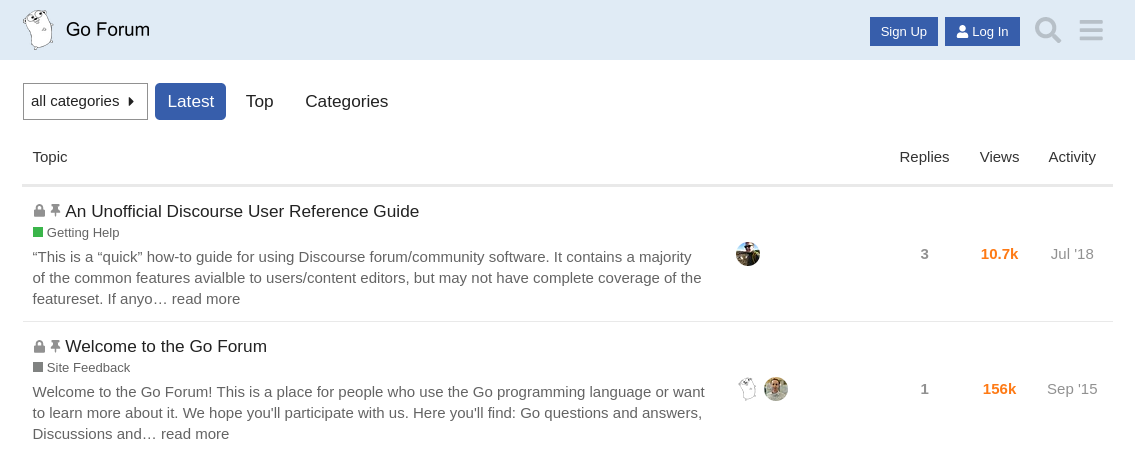 Go Forum
Sign Up
Log In
all categories
Latest
Top
Categories
Topic
Replies
Views
Activity
An Unofficial Discourse User Reference Guide
Getting Help
“This is a “quick” how-to guide for using Discourse forum/community software. It contains a majority
of the common features avialble to users/content editors, but may not have complete coverage of the
featureset. If anyo… read more
3
10.7k
Jul '18
Welcome to the Go Forum
Site Feedback
Welcome to the Go Forum! This is a place for people who use the Go programming language or want
to learn more about it. We hope you'll participate with us. Here you'll find: Go questions and answers,
Discussions and… read more
1
156k
Sep '15